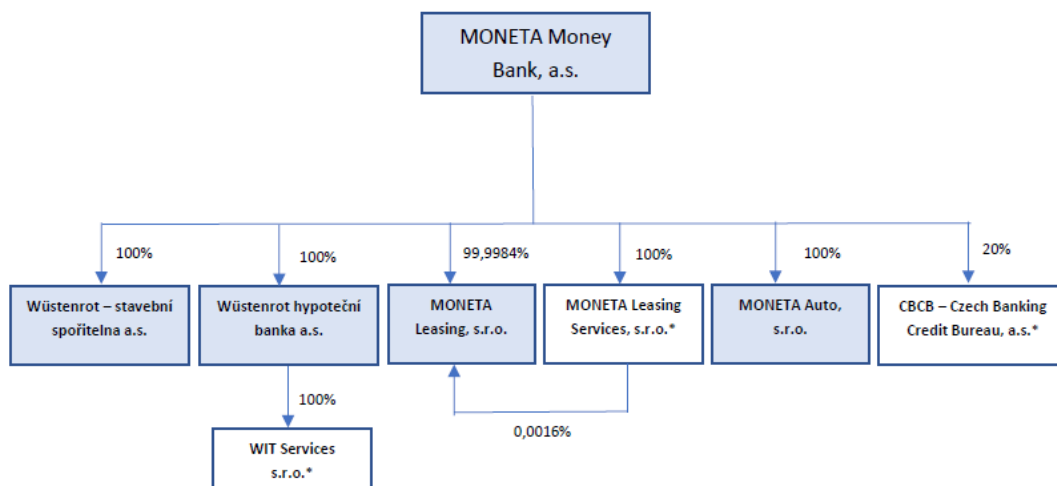 MONETA Money
Bank, a.s.
100%
100%
99,9984%
100%
100%
20%
Wüstenrot – stavební
spořitelna a.s.
Wüstenrot hypoteční
banka a.s.
MONETA
Leasing, s.r.o.
MONETA Leasing
Services, s.r.o.*
MONETA Auto,
s.r.o.
CBCB – Czech Banking
Credit Bureau, a.s.*
100%
0,0016%
WIT Services
s.r.o.*